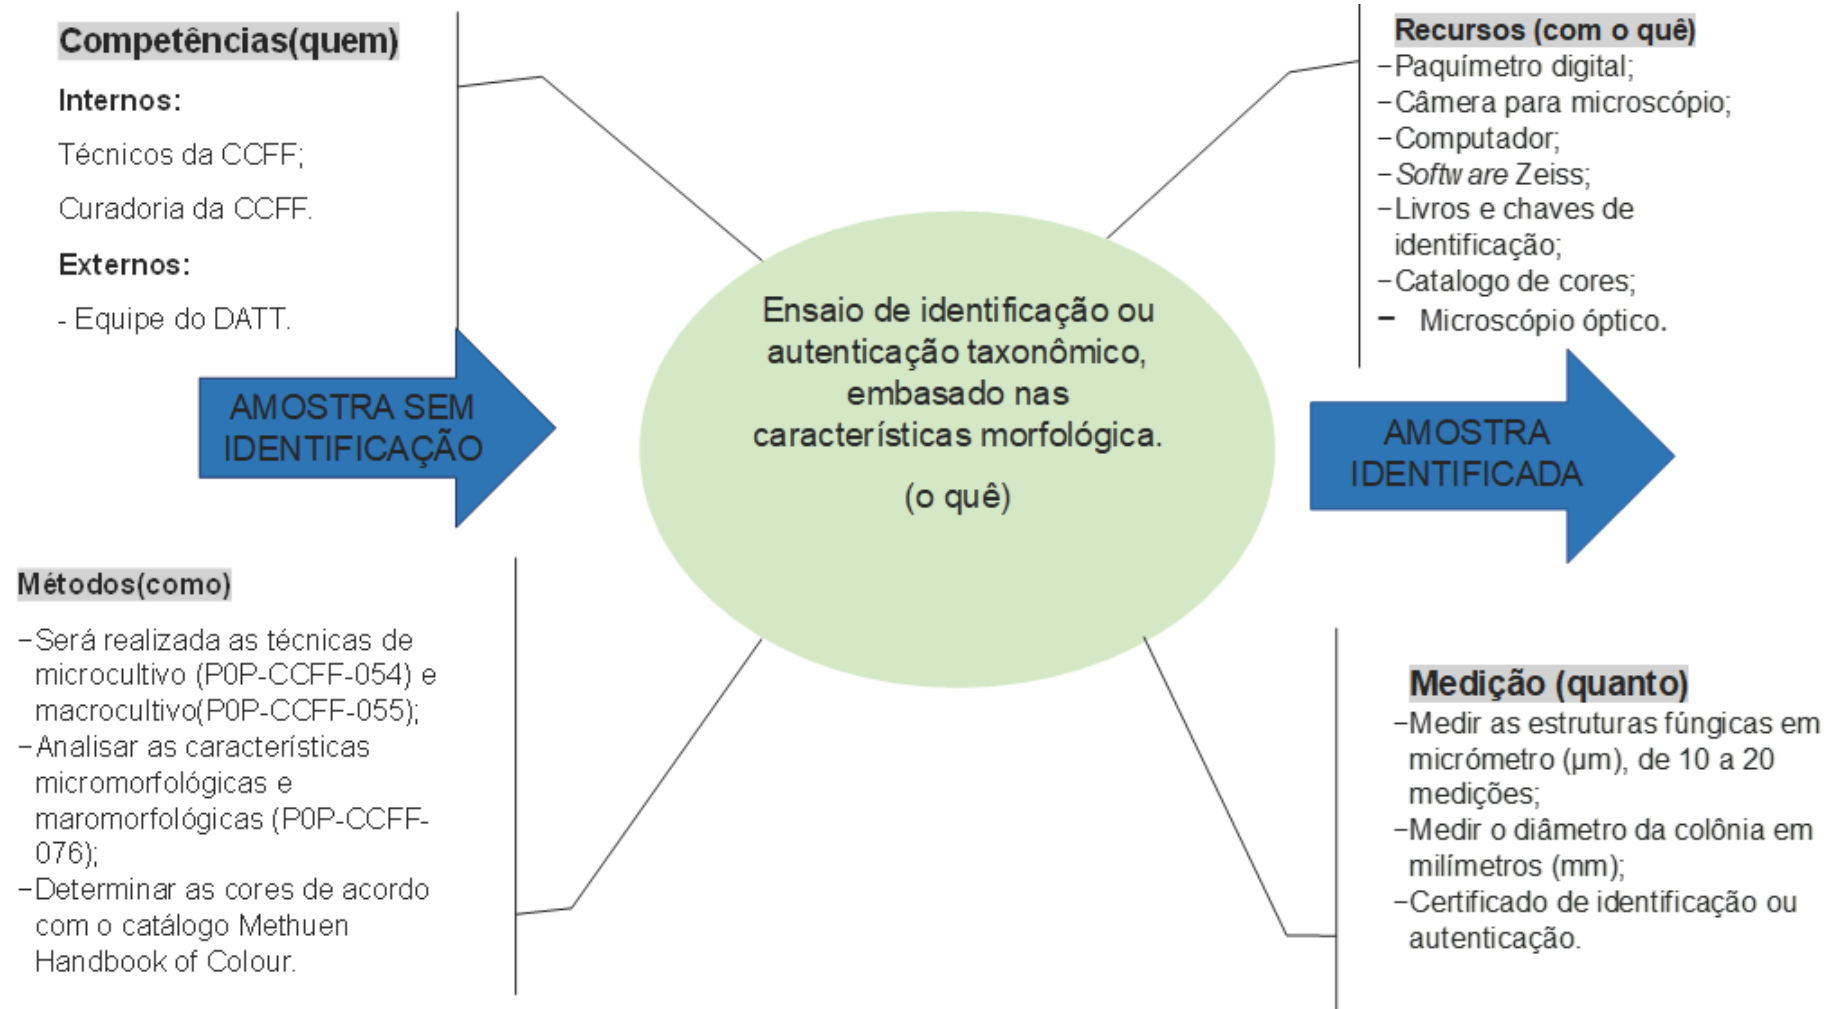 Competências(quem)
Internos:
Técnicos da CCFF;
Curadoria da CCFF.
Externos:
- Equipe do DATT.
Recursos (com o quê)
−Paquímetro digital;
−Câmera para microscópio;
−Computador;
−Software Zeiss;
−Livros e chaves de
identificação;
−Catalogo de cores;
− Microscópio óptico.
AMOSTRA SEM
IDENTIFICAÇÃO
Ensaio de identificação ou
autenticação taxonômico,
embasado nas
características morfológica.
(o quê)
AMOSTRA
IDENTIFICADA
Métodos(como)
−Será realizada as técnicas de
microcultivo (P0P-CCFF-054) e
macrocultivo(P0P-CCFF-055);
−Analisar as características
micromorfológicas e
maromorfológicas (P0P-CCFF-
076);
−Determinar as cores de acordo
com o catálogo Methuen
Handbook of Colour.
Medição (quanto)
−Medir as estruturas fúngicas em
micrómetro (µm), de 10 a 20
medições;
−Medir o diâmetro da colônia em
milímetros (mm);
−Certificado de identificação ou
autenticação.